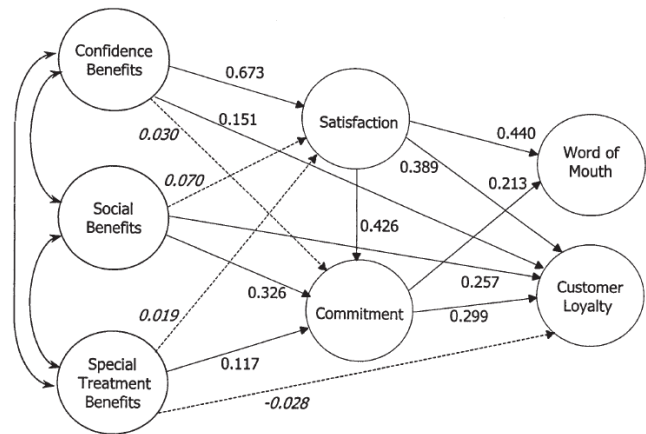 Confidence
Benefits
0.673
Satisfaction
0.151
0.030
0.440
Word of
Mouth
0.389
0.070
0.213
Social
Benefits
0.426
0.257
Customer
Loyalty
0.326
0.019
Commitment
0.299
Special
Treatment
Benefits
0.117
-0.028